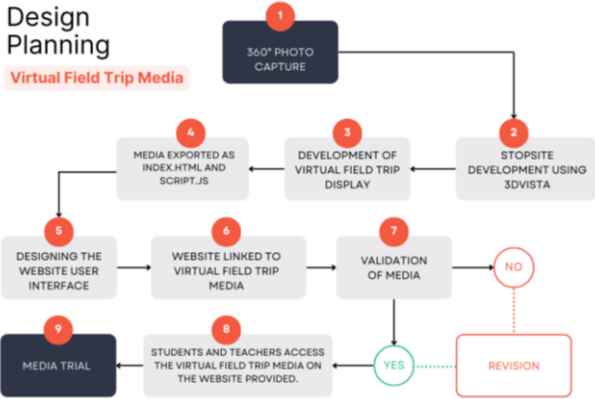 Design
Planning
Virtual Field Trip Media
1
360° PHOTO
CAPTURE
2
STOPSITE
DEVELOPMENT USING
3DVISTA
3
DEVELOPMENT OF
VIRTUAL FIELD TRIP
DISPLAY
4
MEDIA EXPORTED AS
INDEX.HTML AND
SCRIPT.JS
5
DESIGNING THE
WEBSITE USER
INTERFACE
6
WEBSITE LINKED TO
VIRTUAL FIELD TRIP
MEDIA
7
VALIDATION
OF MEDIA
NO
REVISION
YES
8
STUDENTS AND TEACHERS ACCESS
THE VIRTUAL FIELD TRIP MEDIA ON
THE WEBSITE PROVIDED.
9
MEDIA TRIAL